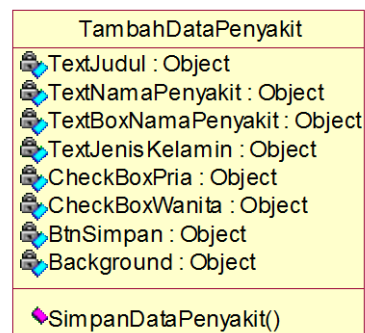 TambahDataPenyakit
TextJudul : Object
TextNamaPenyakit : Object
TextBoxNamaPenyakit : Object
TextJenisKelamin : Object
CheckBoxPria : Object
CheckBoxWanita : Object
BtnSimpan : Object
Background : Object
SimpanDataPenyakit()